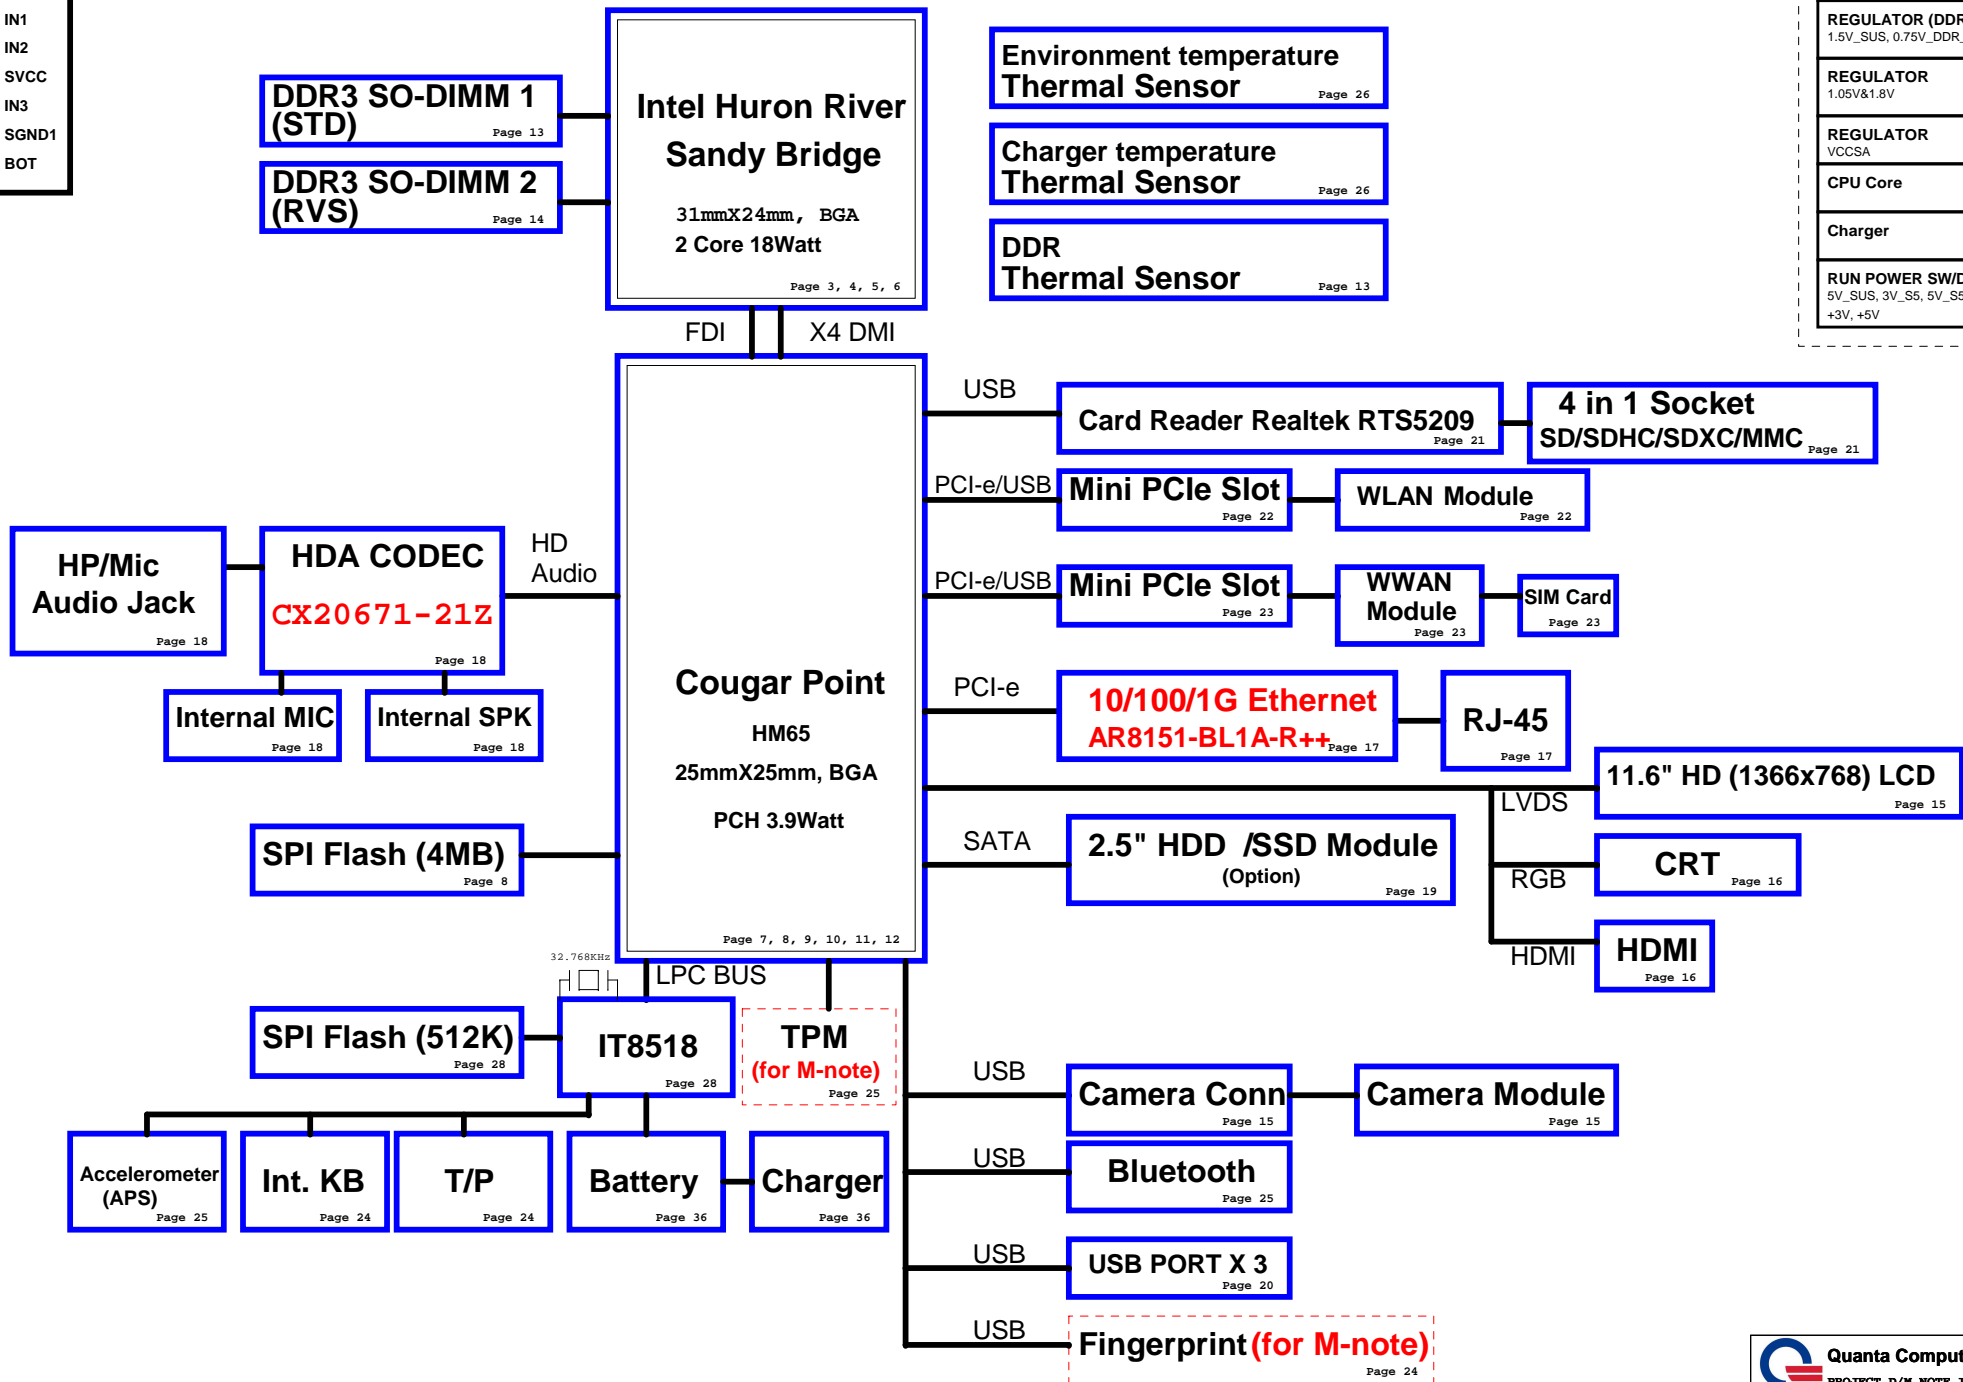 IN1
IN2
SVCC
IN3
SGND1
BOT
DDR3 SO-DIMM 1
(STD)
Page 13
DDR3 SO-DIMM 2
(RVS)
Page 14
Intel Huron River
Sandy Bridge
31mmX24mm, BGA
2 Core 18Watt
Page 3, 4, 5, 6
Environment temperature
Thermal Sensor
Page 26
Charger temperature
Thermal Sensor
Page 26
DDR
Thermal Sensor
Page 13
REGULATOR (DDR
1.5V_SUS, 0.75V_DDR_
REGULATOR
1.05V&1.8V
REGULATOR
VCCSA
CPU Core
Charger
RUN POWER SW/D
5V_SUS, 3V_S5, 5V_S5
+3V, +5V
FDI
X4 DMI
Cougar Point
HM65
25mmX25mm, BGA
PCH 3.9Watt
Page 7, 8, 9, 10, 11, 12
USB
Card Reader Realtek RTS5209
Page 21
4 in 1 Socket
SD/SDHC/SDXC/MMC
Page 21
PCI-e/USB
Mini PCIe Slot
Page 22
WLAN Module
Page 22
PCI-e/USB
Mini PCIe Slot
Page 23
WWAN
Module
Page 23
SIM Card
Page 23
PCI-e
10/100/1G Ethernet
AR8151-BL1A-R++
Page 17
RJ-45
Page 17
LVDS
11.6" HD (1366x768) LCD
Page 15
SATA
2.5" HDD /SSD Module
(Option)
Page 19
RGB
CRT
Page 16
HDMI
HDMI
Page 16
HP/Mic
Audio Jack
Page 18
HDA CODEC
CX20671-21Z
Page 18
HD
Audio
Internal MIC
Page 18
Internal SPK
Page 18
SPI Flash (4MB)
Page 8
32.768KHz
LPC BUS
SPI Flash (512K)
Page 28
IT8518
Page 28
TPM
(for M-note)
Page 25
Accelerometer
(APS)
Page 25
Int. KB
Page 24
T/P
Page 24
Battery
Page 36
Charger
Page 36
USB
Camera Conn
Page 15
Camera Module
Page 15
USB
Bluetooth
Page 25
USB
USB PORT X 3
Page 20
USB
Fingerprint (for M-note)
Page 24
Quanta Comput